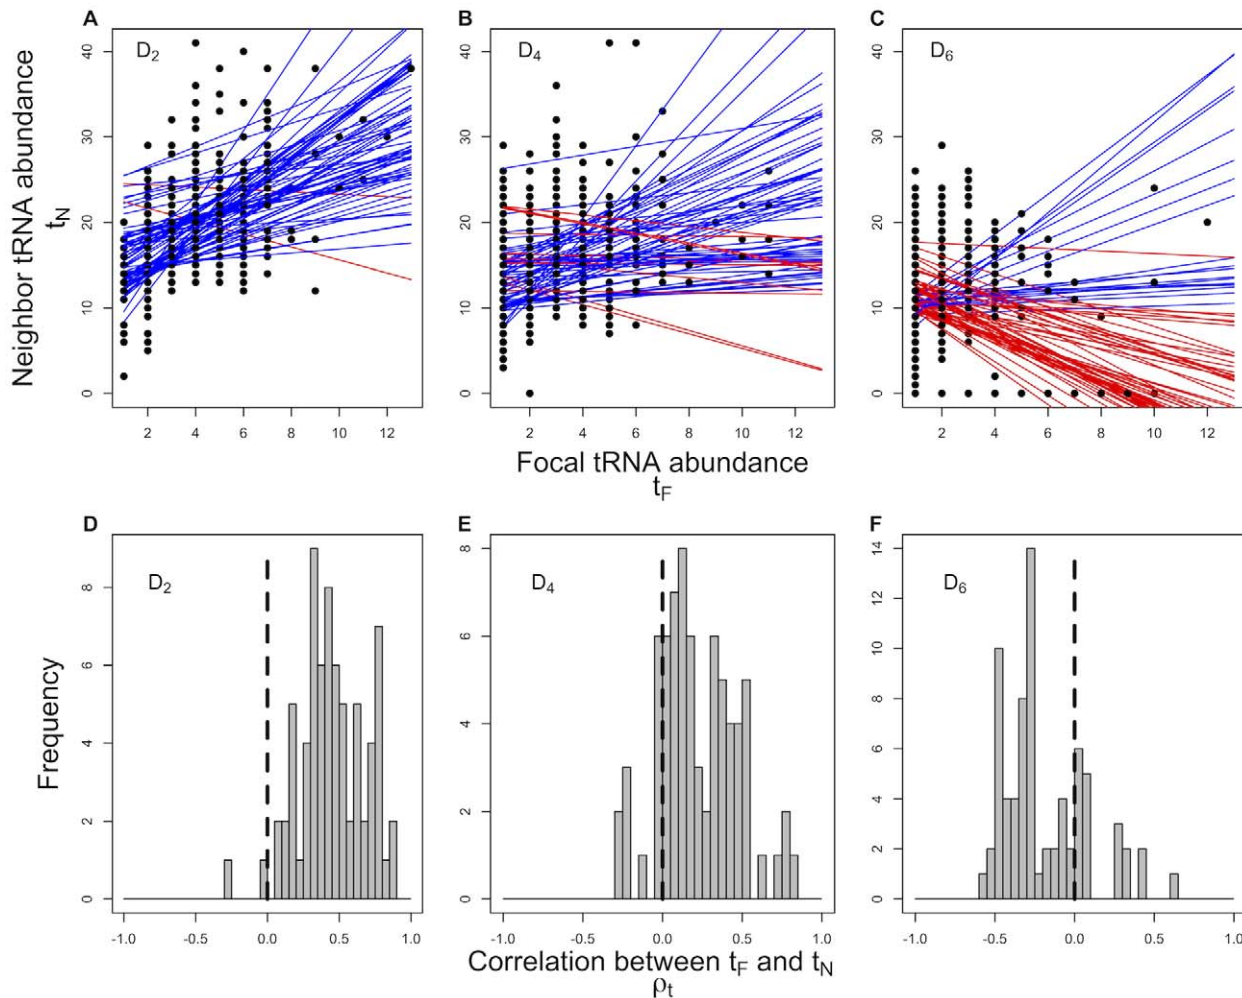 A
B
C
D2
D4
D6
Neighbor tRNA abundance
tN
0 10 20 30 40
0 10 20 30 40
0 10 20 30 40
2 4 6 8 10 12
2 4 6 8 10 12
2 4 6 8 10 12
Focal tRNA abundance
tF
D
E
F
D2
D4
D6
Frequency
0 2 4 6 8
0 2 4 6 8
0 2 4 6 8 10 12 14
-1.0 -0.5 0.0 0.5 1.0
-1.0 -0.5 0.0 0.5 1.0
-1.0 -0.5 0.0 0.5 1.0
Correlation between tF and tN
ρt